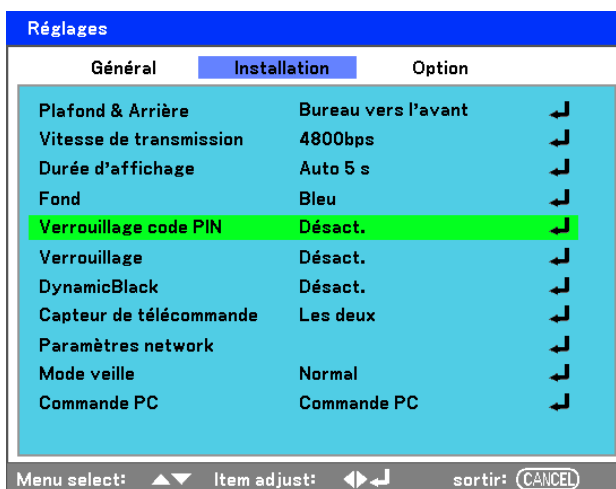 Réglages
Général Installation Option
Plafond & Arrière Bureau vers l'avant
Vitesse de transmission 4800bps
Durée d'affichage Auto 5 s
Fond Bleu
Verrouillage code PIN Désact.
Verrouillage Désact.
DynamicBlack Désact.
Capteur de télécommande Les deux
Paramètres network
Mode veille Normal
Commande PC Commande PC
Menu select: ▲▼ Item adjust: ◀▶↵ sortir: CANCEL